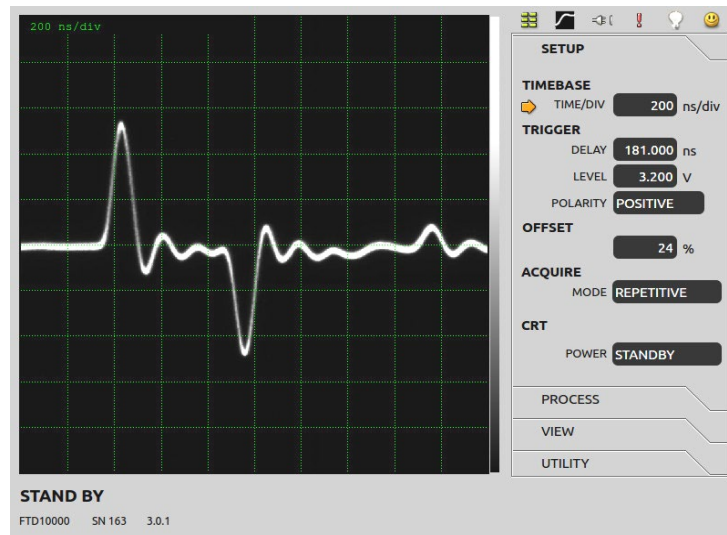 200 ns/div
SETUP
TIMEBASE
TIME/DIV 200 ns/div
TRIGGER
DELAY 181.000 ns
LEVEL 3.200 V
POLARITY POSITIVE
OFFSET
24 %
ACQUIRE
MODE REPETITIVE
CRT
POWER STANDBY
PROCESS
VIEW
UTILITY
STAND BY
FTD10000 SN 163 3.0.1